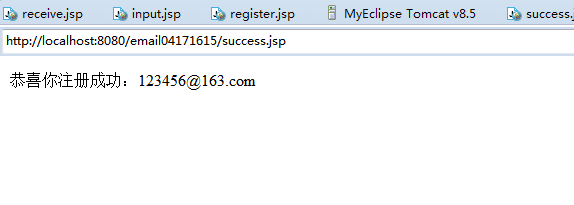 receive.jsp input.jsp register.jsp MyEclipse Tomcat v8.5 success.j
http://localhost:8080/email04171615/success.jsp
恭喜你注册成功：123456@163.com